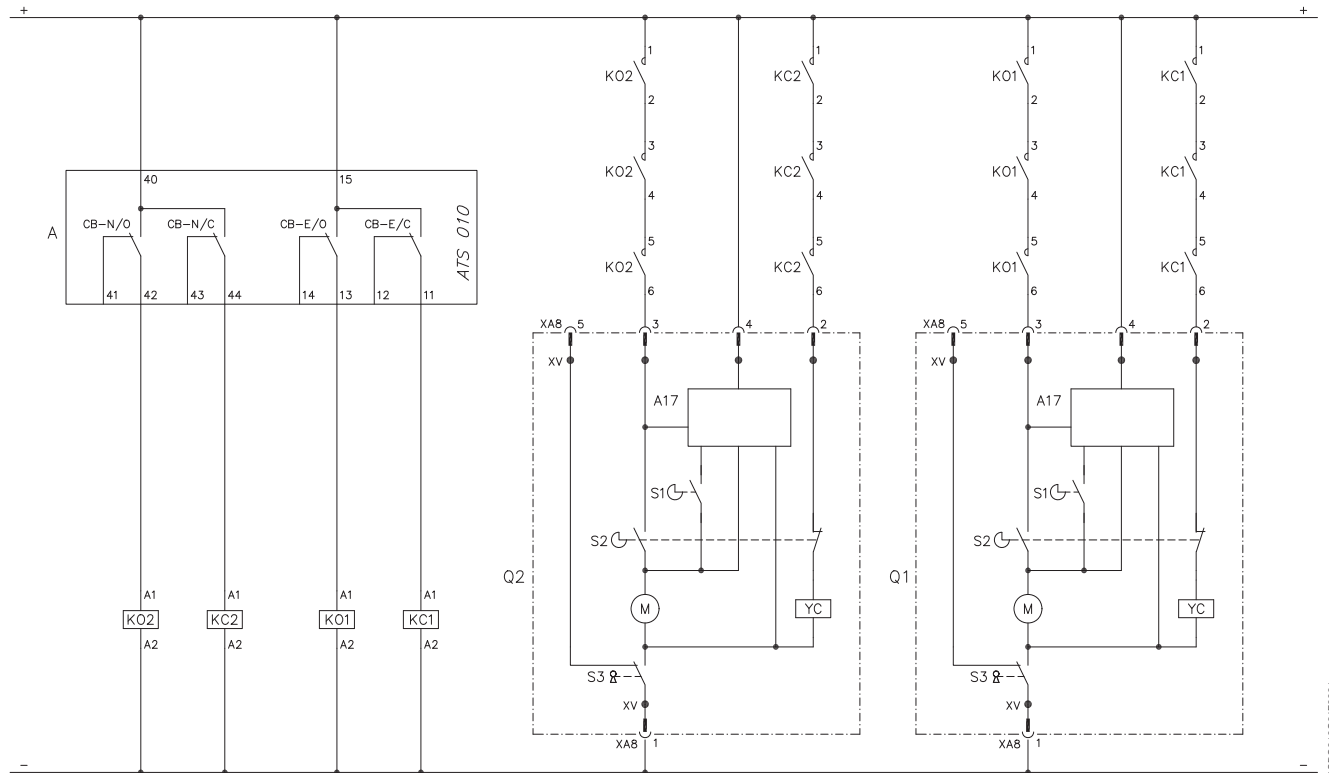 + +
1 1 1 1
KO2 KC2 KO1 KC1
2 2 2 2
3 3 3 3
KO2 KC2 KO1 KC1
4 4 4 4
40 15
CB-N/O CB-N/C CB-E/O CB-E/C
A
ATS 010
5 5 5 5
KO2 KC2 KO1 KC1
6 6 6 6
41 42 43 44 14 13 12 11
XA8 5 3 4 2 XA8 5 3 4 2
XV XV
A17 A17
S1 S1
S2 S2
Q2 Q1
A1 A1 A1 A1
KO2 KC2 KO1 KC1
M YC M YC
A2 A2 A2 A2
S3 S3
XV XV
XA8 1 XA8 1
− −